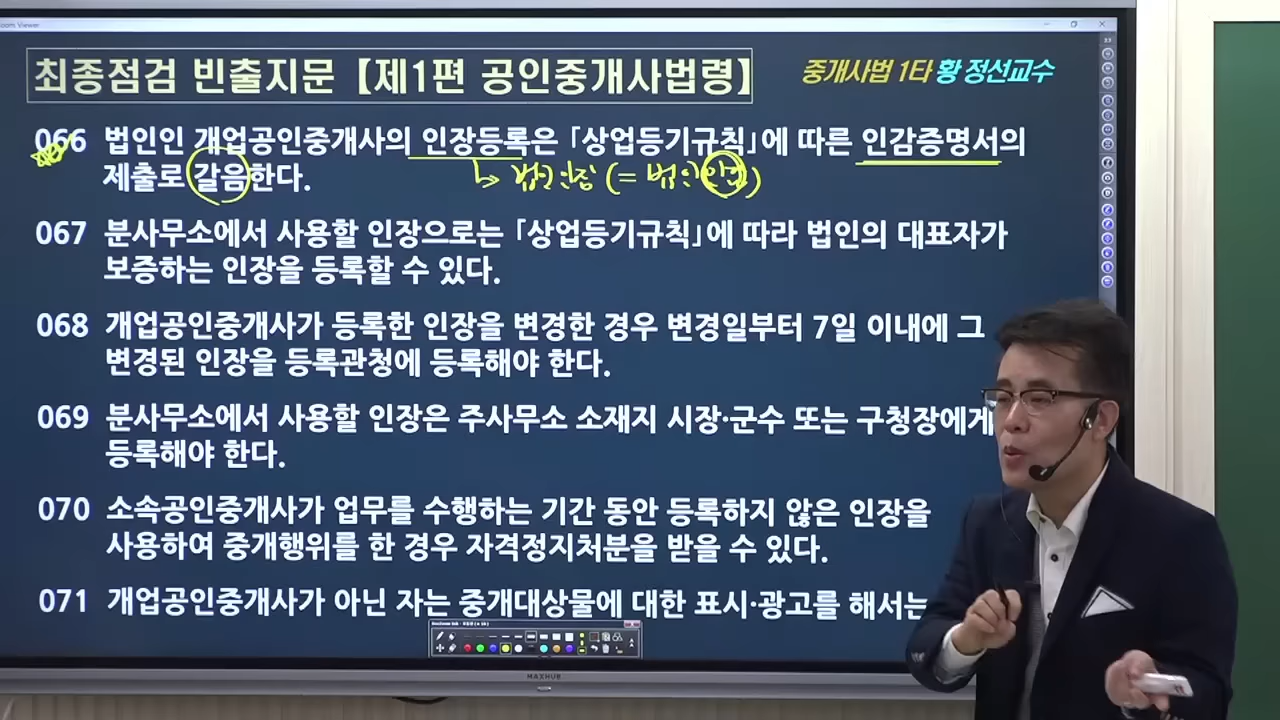 최종점검 빈출지문 【제1편 공인중개사법령】
중개사법 1타 황 정선교수
066 법인인 개업공인중개사의 인장등록은 「상업등기규칙」에 따른 인감증명서의
제출로 갈음한다.
067 분사무소에서 사용할 인장으로는 「상업등기규칙」에 따라 법인의 대표자가
보증하는 인장을 등록할 수 있다.
068 개업공인중개사가 등록한 인장을 변경한 경우 변경일부터 7일 이내에 그
변경된 인장을 등록관청에 등록해야 한다.
069 분사무소에서 사용할 인장은 주사무소 소재지 시장·군수 또는 구청장에게
등록해야 한다.
070 소속공인중개사가 업무를 수행하는 기간 동안 등록하지 않은 인장을
사용하여 중개행위를 한 경우 자격정지처분을 받을 수 있다.
071 개업공인중개사가 아닌 자는 중개대상물에 대한 표시·광고를 해서는
MAXHUB